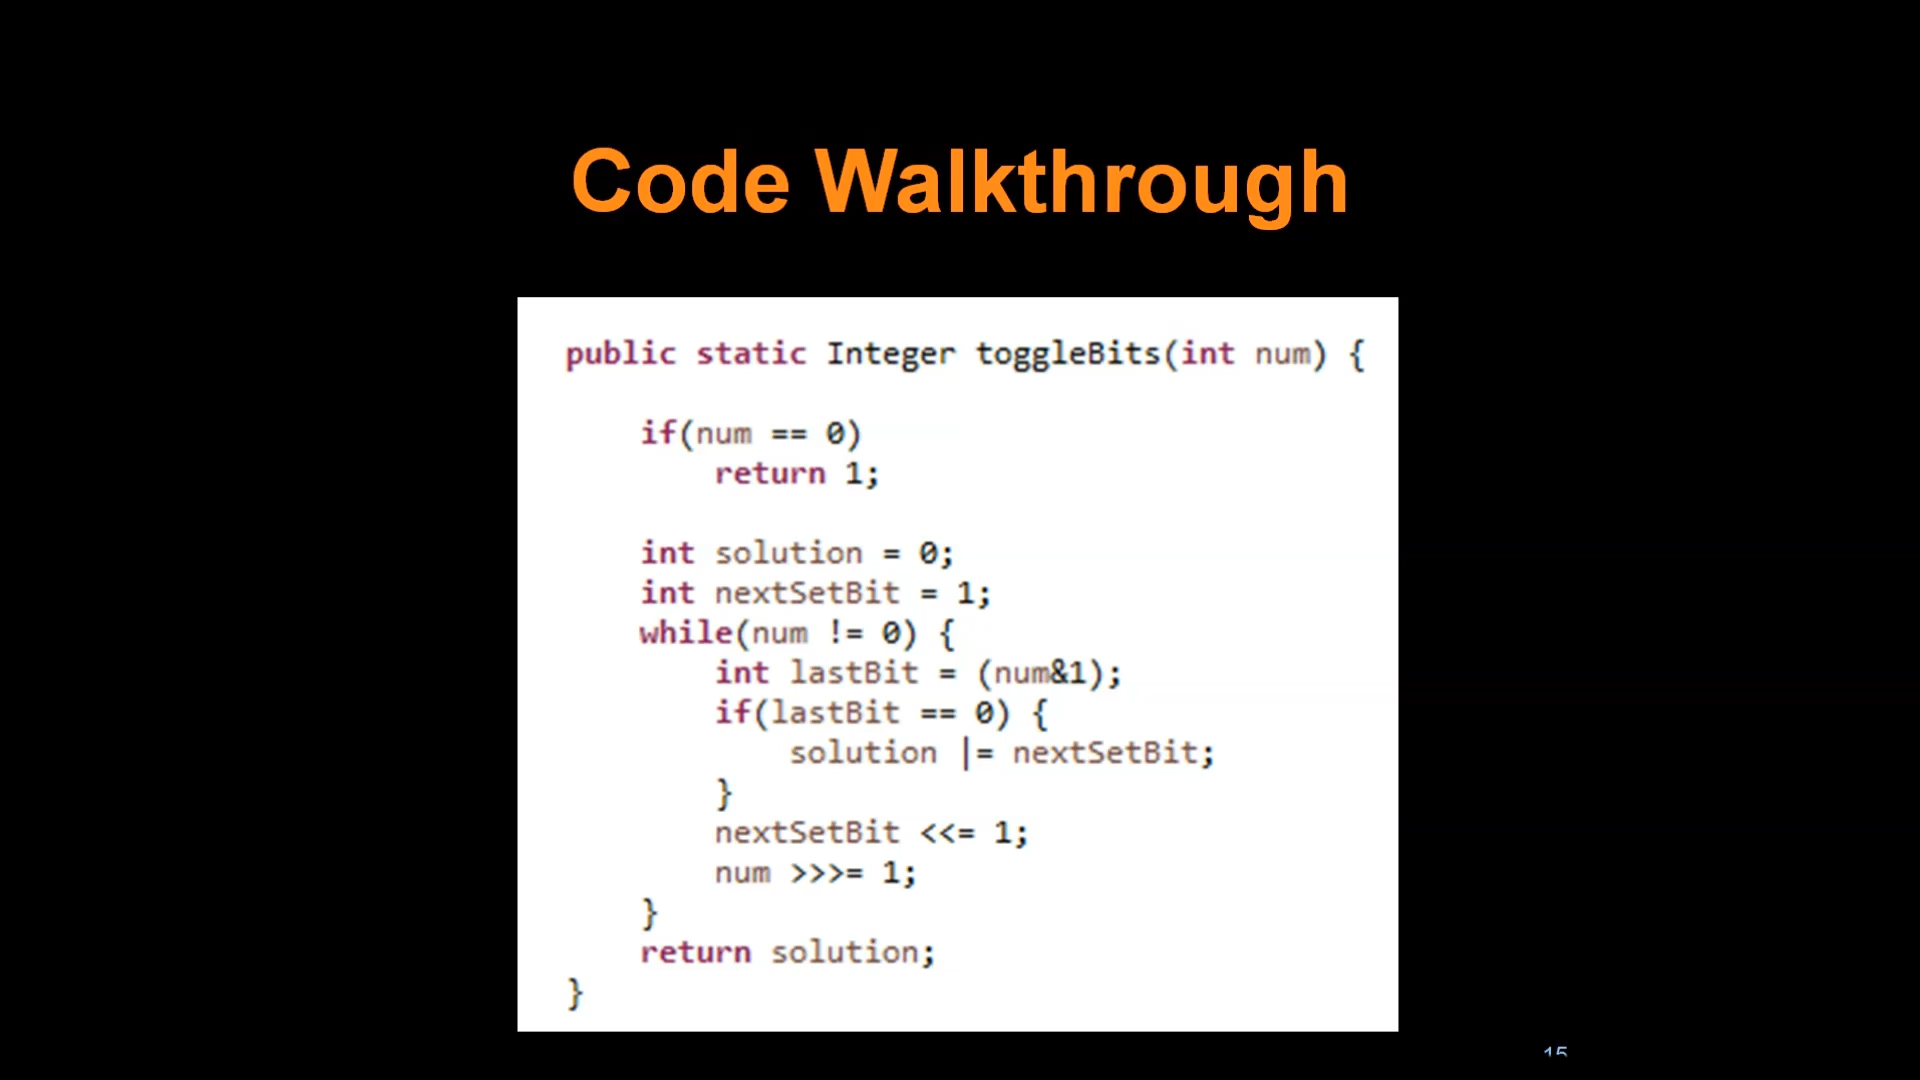 Code Walkthrough
public static Integer toggleBits(int num) {
if(num == 0)
return 1;
int solution = 0;
int nextSetBit = 1;
while(num != 0) {
int lastBit = (num&1);
if(lastBit == 0) {
solution |= nextSetBit;
}
nextSetBit <<= 1;
num >>>= 1;
}
return solution;
}
15